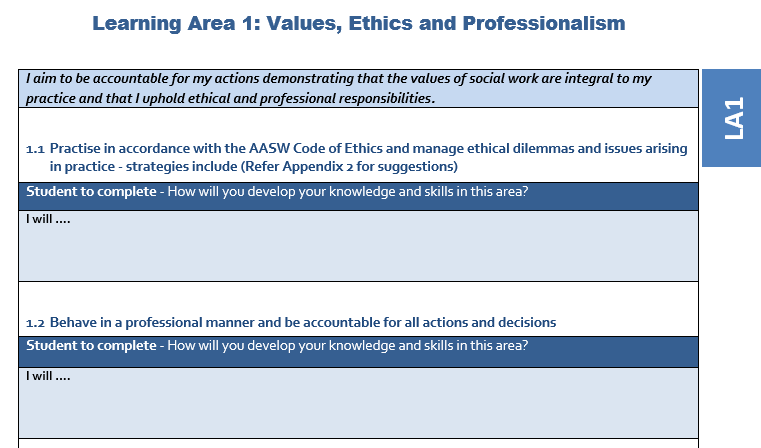 Learning Area 1: Values, Ethics and Professionalism
I aim to be accountable for my actions demonstrating that the values of social work are integral to my
practice and that I uphold ethical and professional responsibilities.
LA1
1.1 Practise in accordance with the AASW Code of Ethics and manage ethical dilemmas and issues arising
in practice - strategies include (Refer Appendix 2 for suggestions)
Student to complete - How will you develop your knowledge and skills in this area?
I will ....
1.2 Behave in a professional manner and be accountable for all actions and decisions
Student to complete - How will you develop your knowledge and skills in this area?
I will ....